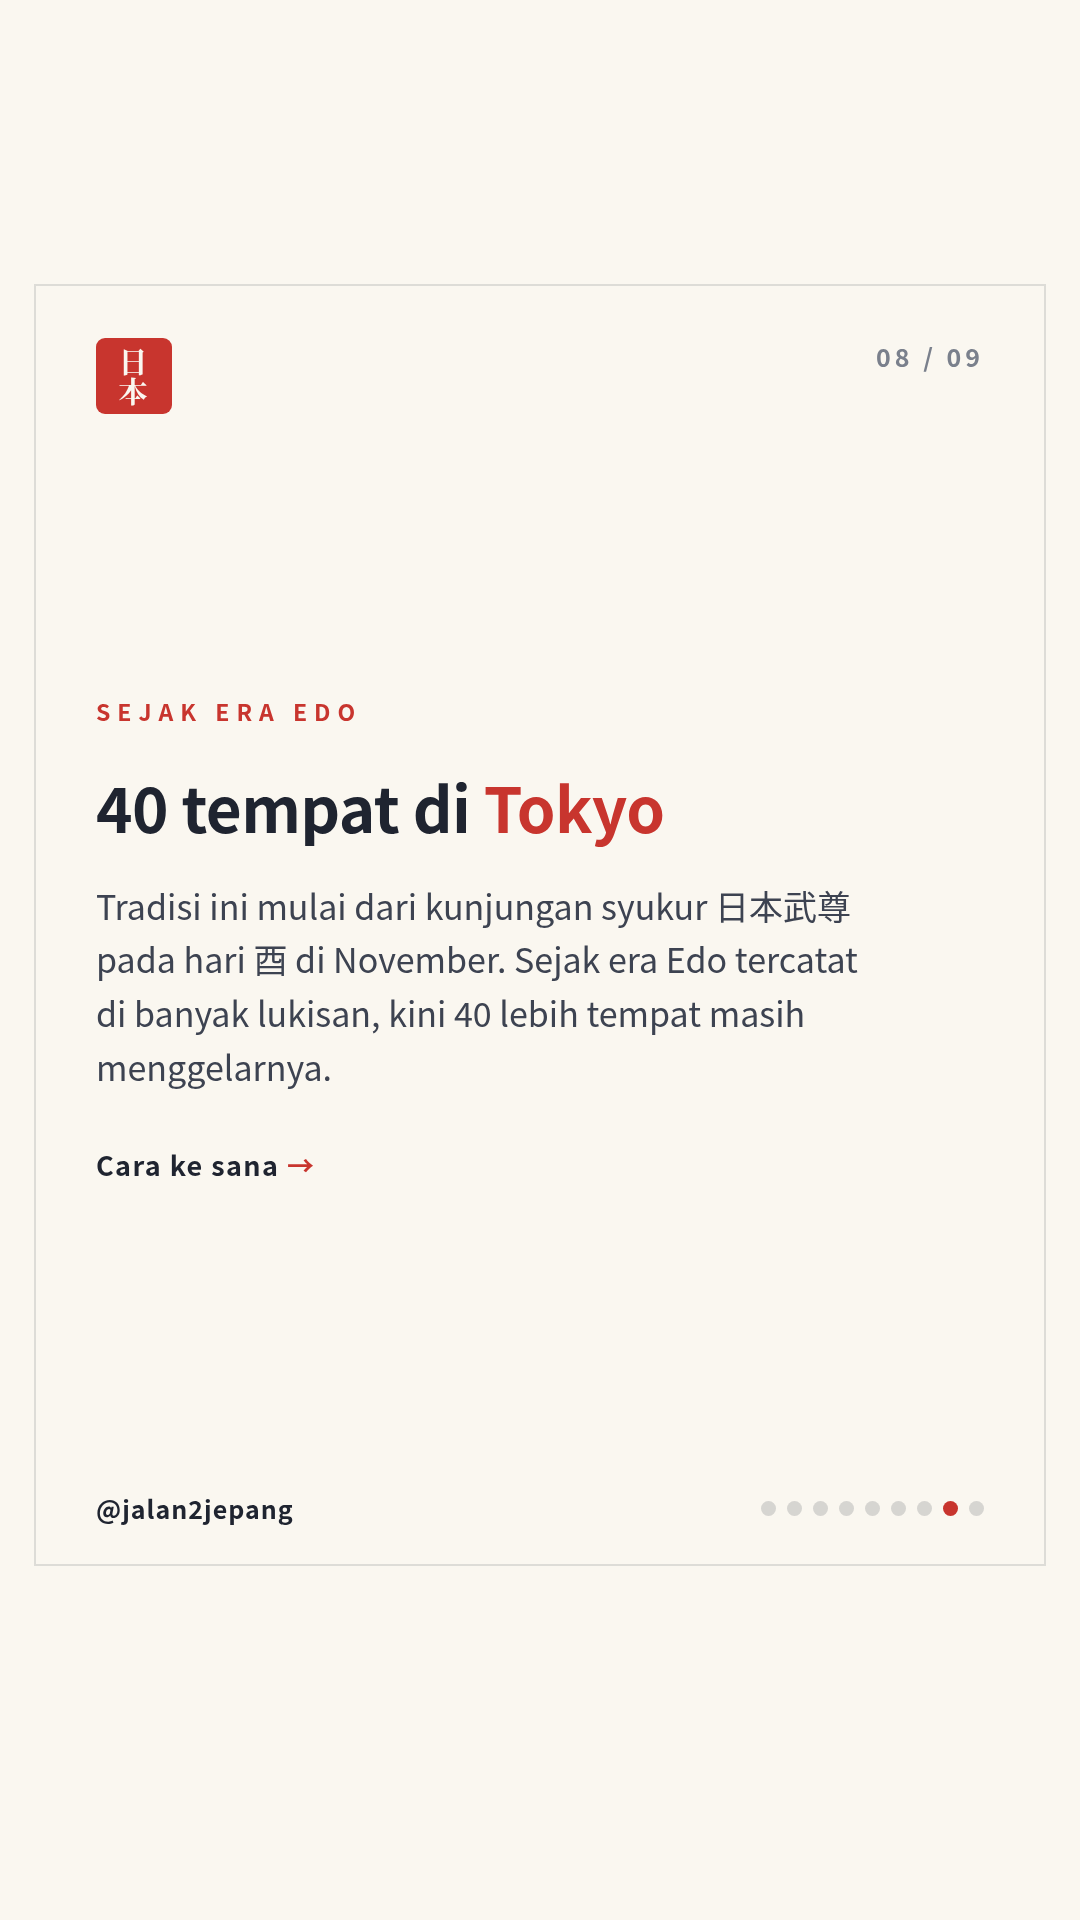 日本
08 / 09
SEJAK ERA EDO
40 tempat di Tokyo
Tradisi ini mulai dari kunjungan syukur 日本武尊
pada hari 酉 di November. Sejak era Edo tercatat
di banyak lukisan, kini 40 lebih tempat masih
menggelarnya.
Cara ke sana →
@jalan2jepang